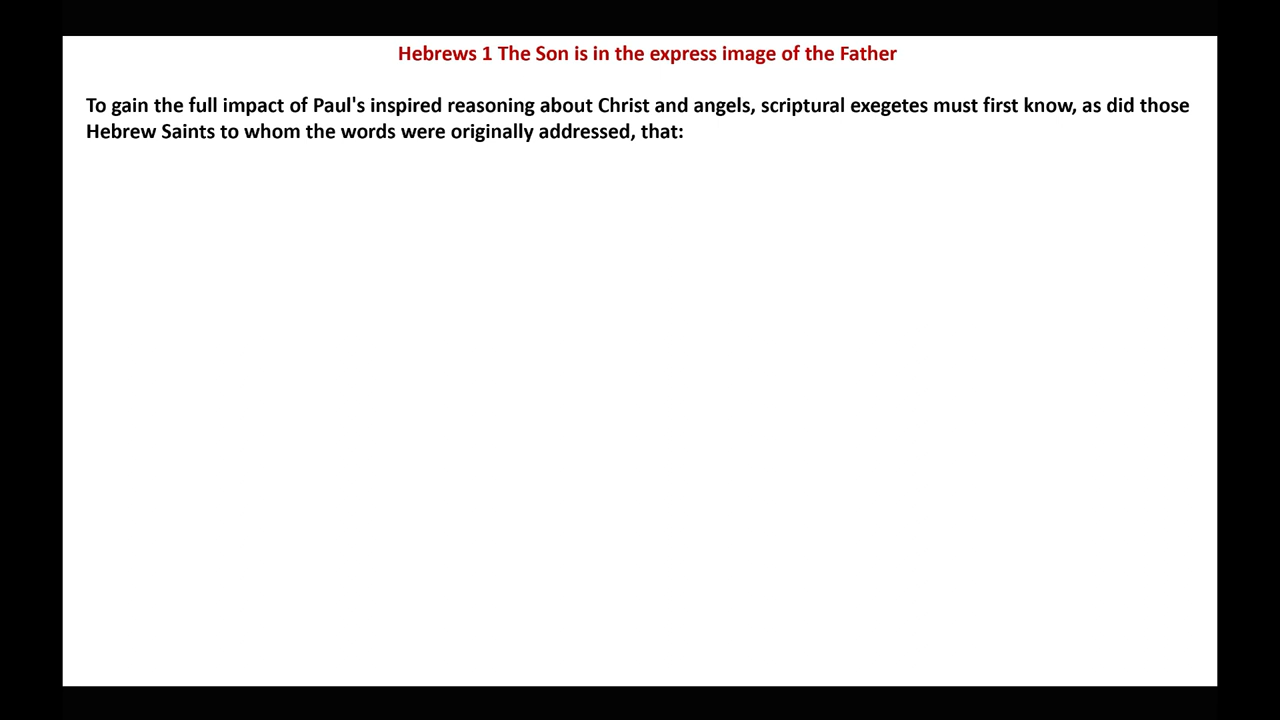 Hebrews 1 The Son is in the express image of the Father
To gain the full impact of Paul's inspired reasoning about Christ and angels, scriptural exegetes must first know, as did those
Hebrew Saints to whom the words were originally addressed, that: